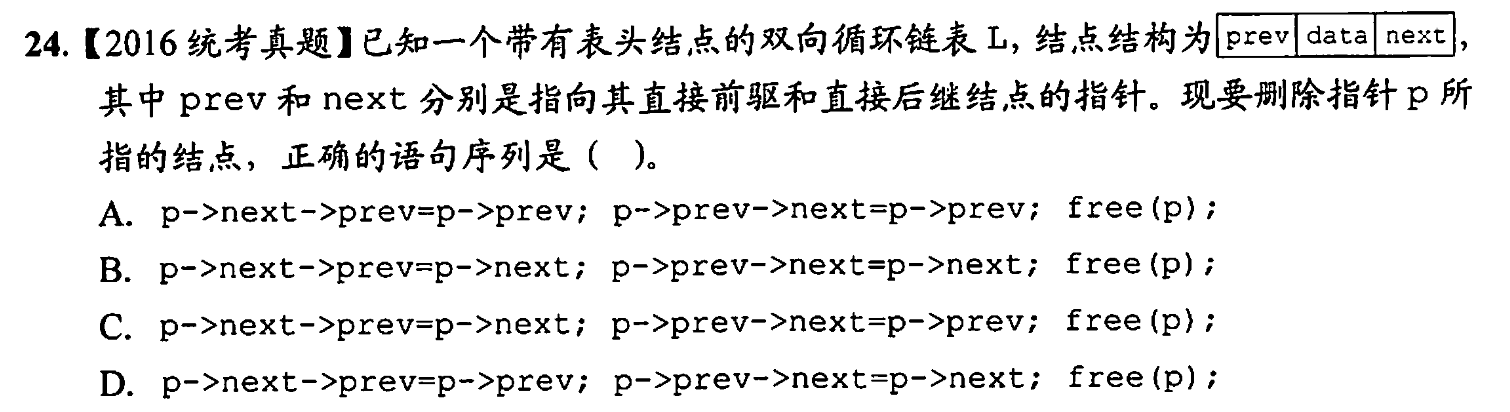 24.【2016统考真题】已知一个带有表头结点的双向循环链表 L，结点结构为 prev data next ，
其中 prev 和 next 分别是指向其直接前驱和直接后继结点的指针。现要删除指针 p 所
指的结点，正确的语句序列是（ ）。
A. p->next->prev=p->prev; p->prev->next=p->prev; free(p);
B. p->next->prev=p->next; p->prev->next=p->next; free(p);
C. p->next->prev=p->next; p->prev->next=p->prev; free(p);
D. p->next->prev=p->prev; p->prev->next=p->next; free(p);